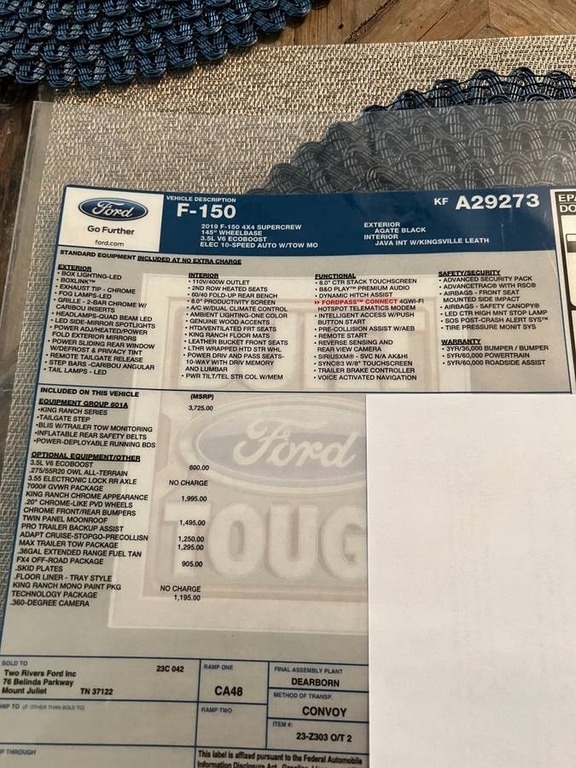 Ford
Go Further
ford.com
VEHICLE DESCRIPTION
F-150
2019 F-150 4X4 SUPERCREW
145" WHEELBASE
3.5L V6 ECOBOOST
ELEC 10-SPEED AUTO W/TOW MO
KF A29273
EXTERIOR
AGATE BLACK
INTERIOR
JAVA INT W/KINGSVILLE LEATH
EPA
DO
STANDARD EQUIPMENT INCLUDED AT NO EXTRA CHARGE
EXTERIOR
• BOX LIGHTING-LED
• BOXLINK™
• EXHAUST TIP - CHROME
• FOG LAMPS-LED
• GRILLE - 2-BAR CHROME W/
CARBONU INSERTS
• HEADLAMPS-QUAD BEAM LED
• LED SIDE-MIRROR SPOTLIGHTS
• POWER ADJUSTED/POWER
FOLD EXTERIOR MIRRORS
• POWER SLIDING REAR WINDOW
W/DEFROST & PRIVACY TINT
• REMOTE TAILGATE RELEASE
• STEP BARS -CARIBOU ANGULAR
• TAIL LAMPS - LED
INTERIOR
• 110V/400W OUTLET
• 2ND ROW HEATED SEATS
• 60/40 FOLD-UP REAR BENCH
• 8.0" PRODUCTIVITY SCREEN
• A/C W/DUAL CLIMATE CONTROL
• AMBIENT LIGHTING-ONE COLOR
• GENUINE WOOD ACCENTS
• HTD/VENTILATED FRT SEATS
• KING RANCH FLOOR MATS
• LEATHER BUCKET FRONT SEATS
• LTHR WRAPPED HTD STR WHL
• POWER DRIV AND PASS SEATS-
10-WAY WITH DRIV MEMORY
AND LUMBAR
• PWR TILT/TEL STR COL W/MEM
FUNCTIONAL
• 8.0" CTR STACK TOUCHSCREEN
• B&O PLAY™ PREMIUM AUDIO
• DYNAMIC HITCH ASSIST
» FORDPASS™ CONNECT 4GWI-FI
HOTSPOT TELEMATICS MODEM
• INTELLIGENT ACCESS W/PUSH
BUTTON START
• PRE-COLLISION ASSIST W/AEB
• REMOTE START
• REVERSE SENSING AND
REAR VIEW CAMERA
• SIRIUSXM® - SVC N/A AK&HI
• SYNC®3 W/8" TOUCHSCREEN
• TRAILER BRAKE CONTROLLER
• VOICE ACTIVATED NAVIGATION
SAFETY/SECURITY
• ADVANCED SECURITY PACK
• ADVANCETRAC® WITH RSC®
• AIRBAGS - FRONT SEAT
MOUNTED SIDE IMPACT
• AIRBAGS - SAFETY CANOPY®
• LED CTR HIGH MNT STOP LAMP
• SOS POST-CRASH ALERT SYS™
• TIRE PRESSURE MONIT SYS
WARRANTY
• 3YR/36,000 BUMPER / BUMPER
• 5YR/60,000 POWERTRAIN
• 5YR/60,000 ROADSIDE ASSIST
INCLUDED ON THIS VEHICLE
(MSRP)
EQUIPMENT GROUP 601A 3,725.00
•KING RANCH SERIES
•TAILGATE STEP
•BLIS W/TRAILER TOW MONITORING
•INFLATABLE REAR SAFETY BELTS
•POWER-DEPLOYABLE RUNNING BDS
OPTIONAL EQUIPMENT/OTHER
3.5L V6 ECOBOOST 600.00
.275/55R20 OWL ALL-TERRAIN
3.55 ELECTRONIC LOCK RR AXLE NO CHARGE
7000# GVWR PACKAGE
KING RANCH CHROME APPEARANCE 1,995.00
.20" CHROME-LIKE PVD WHEELS
CHROME FRONT/REAR BUMPERS
TWIN PANEL MOONROOF 1,495.00
PRO TRAILER BACKUP ASSIST
ADAPT CRUISE-STOPGO-PRECOLLISN 1,250.00
MAX TRAILER TOW PACKAGE 1,295.00
.36GAL EXTENDED RANGE FUEL TAN
FX4 OFF-ROAD PACKAGE 905.00
.SKID PLATES
.FLOOR LINER - TRAY STYLE
KING RANCH MONO PAINT PKG NO CHARGE
TECHNOLOGY PACKAGE 1,195.00
.360-DEGREE CAMERA
Ford
TOUG
SOLD TO
Two Rivers Ford Inc
76 Belinda Parkway
Mount Juliet TN 37122
23C 042
RAMP ONE
CA48
RAMP TWO
FINAL ASSEMBLY PLANT
DEARBORN
METHOD OF TRANSP.
CONVOY
ITEM #:
23-Z303 O/T 2
HIP TO (IF OTHER THAN SOLD TO)
P THROUGH
This label is affixed pursuant to the Federal Automobile
Information Disclosure Act.